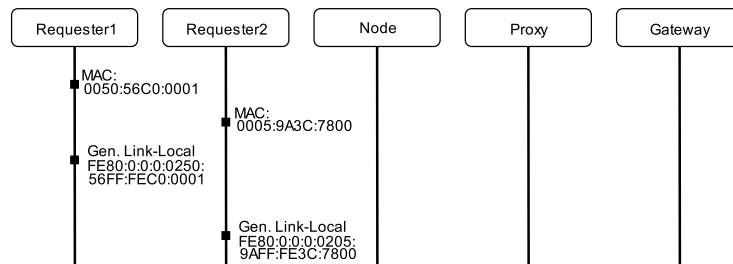 Requester1
Requester2
Node
Proxy
Gateway
MAC:
0050:56C0:0001
MAC:
0005:9A3C:7800
Gen. Link-Local
FE80:0:0:0:0250:
56FF:FEC0:0001
Gen. Link-Local
FE80:0:0:0:0205:
9AFF:FE3C:7800